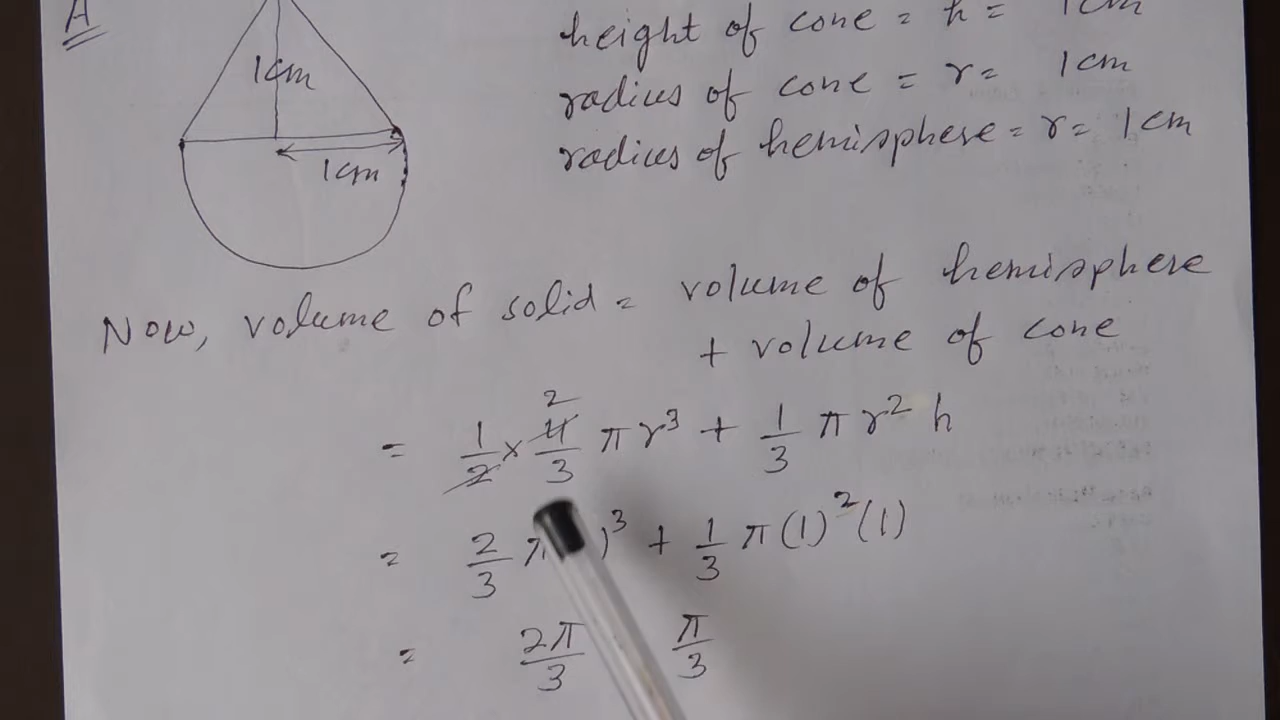 A
1cm
1cm
height of cone = h = 1cm
radius of cone = r = 1cm
radius of hemisphere = r = 1cm
Now, volume of solid = volume of hemisphere
+ volume of cone
= 1/2 × 4/3 2 πr³ + 1/3 πr² h
= 2/3 π )³ + 1/3 π(1)²(1)
= 2π/3 π/3